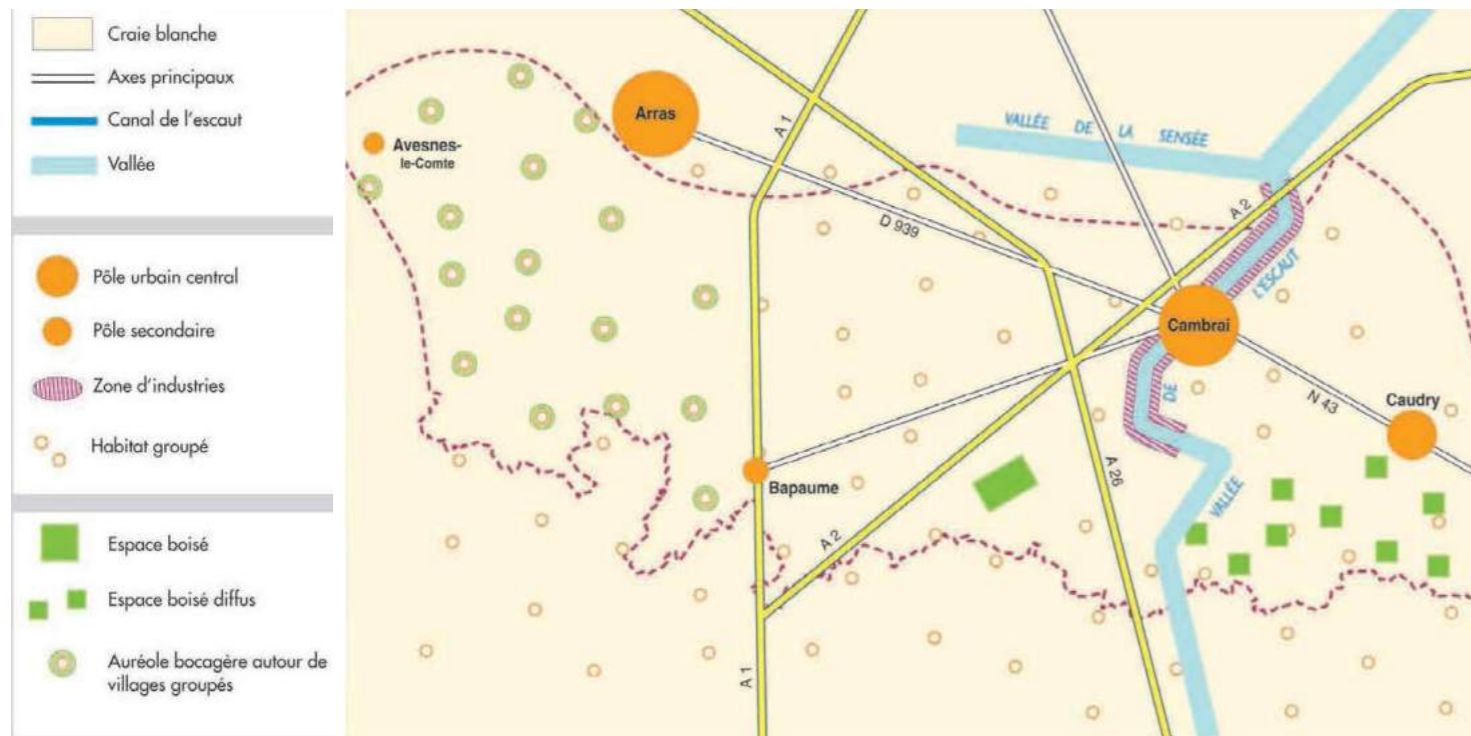 Craie blanche
Axes principaux
Canal de l'escaut
Vallée
Pôle urbain central
Pôle secondaire
Zone d'industries
Habitat groupé
Espace boisé
Espace boisé diffus
Auréole bocagère autour de
villages groupés
Arras
Avesnes-
le-Comte
A 1
VALLÉE DE LA SENSÉE
D 939
A 2
L'ESCAUT
Cambrai
DE
N 43
Caudry
Bapaume
A 26
VALLÉE
A 2
A 1